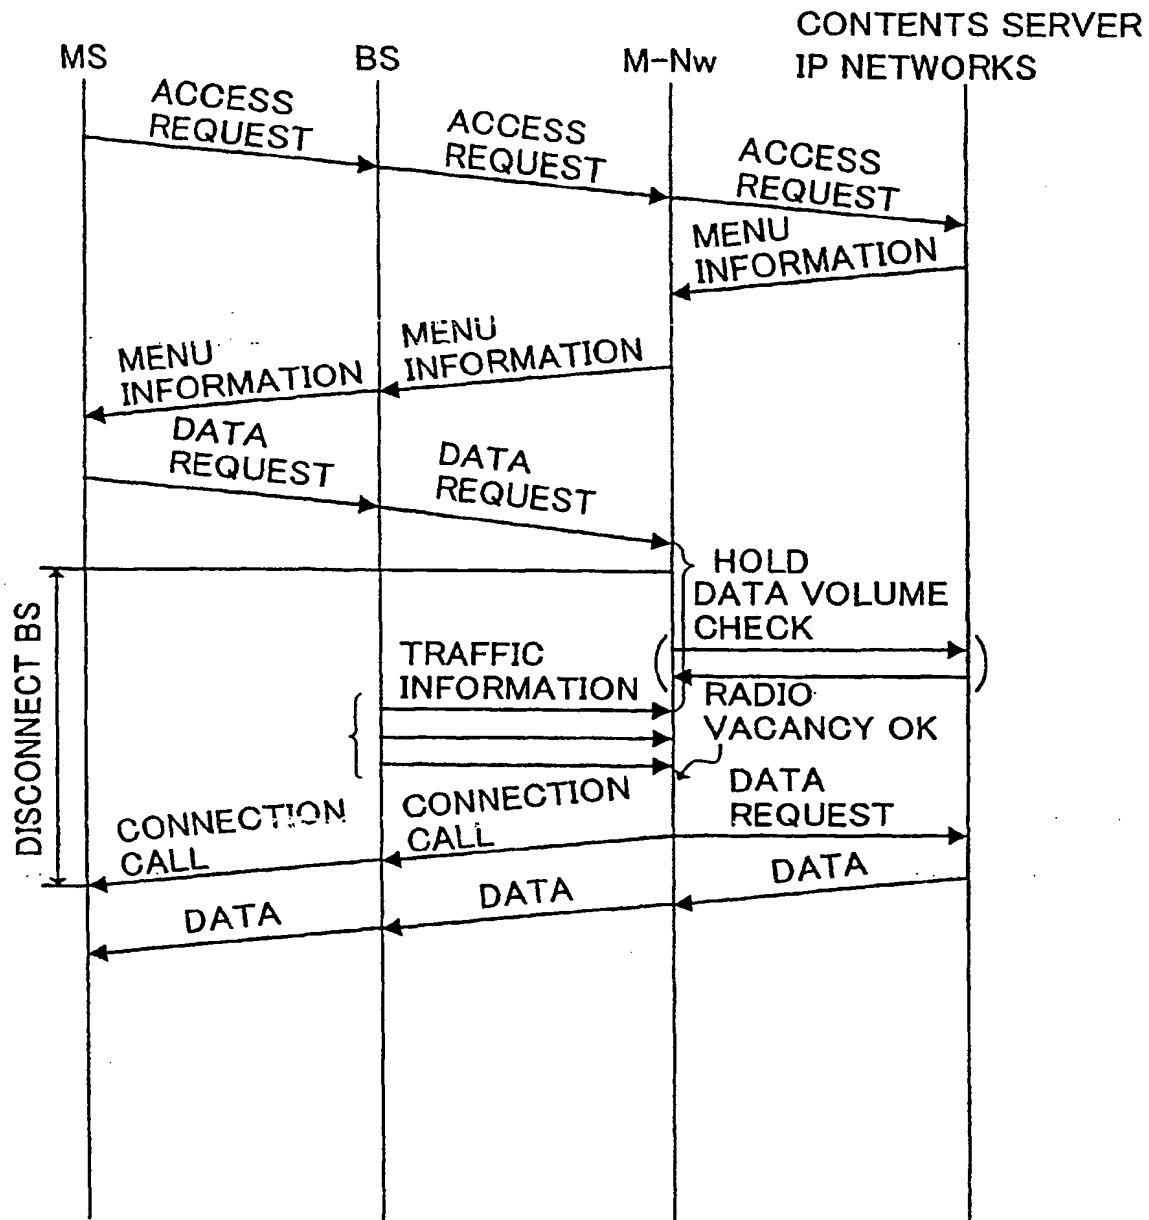 CONTENTS SERVER
IP NETWORKS
MS
BS
M-Nw
ACCESS
REQUEST
ACCESS
REQUEST
ACCESS
REQUEST
MENU
INFORMATION
MENU
INFORMATION
MENU
INFORMATION
DATA
REQUEST
DATA
REQUEST
HOLD
DATA VOLUME
CHECK
DISCONNECT BS
TRAFFIC
INFORMATION
RADIO
VACANCY OK
DATA
REQUEST
CONNECTION
CALL
CONNECTION
CALL
DATA
DATA
DATA